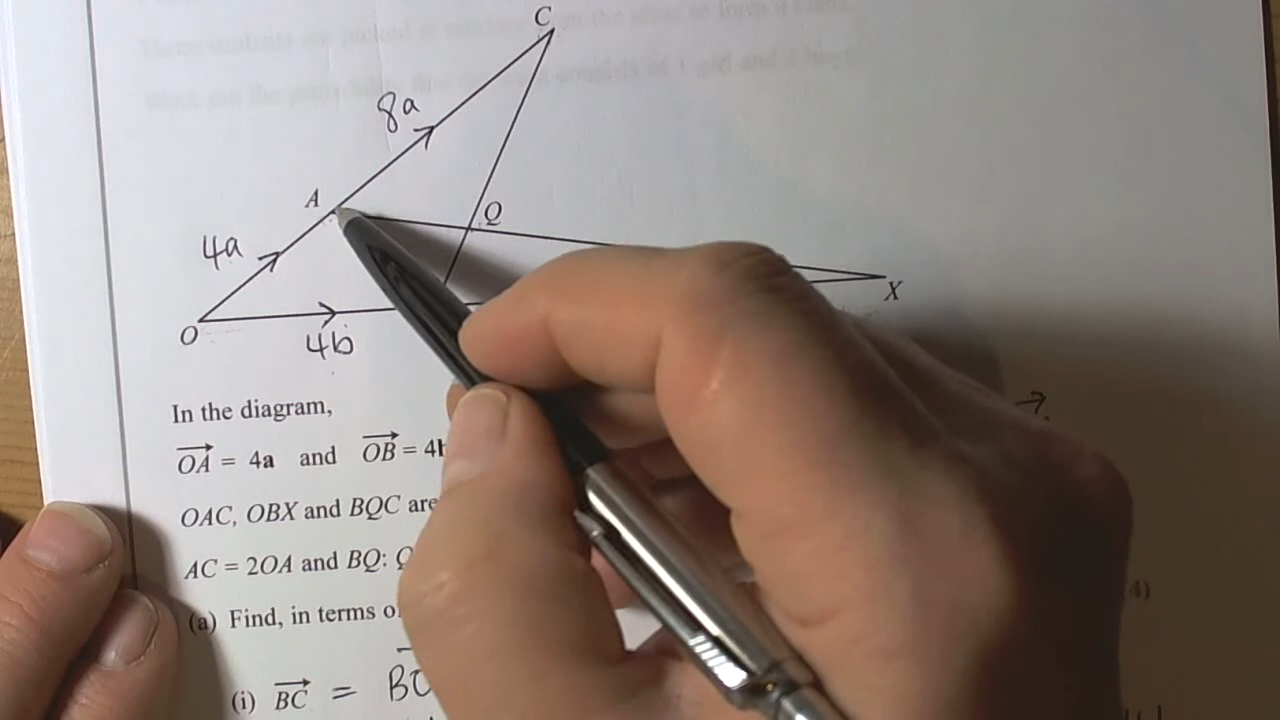 C
8a
A
Q
4a
X
O
4b
In the diagram,
OA = 4a and OB = 4
OAC, OBX and BQC are
AC = 2OA and BQ: Q
(a) Find, in terms o
4)
(i) BC = BC